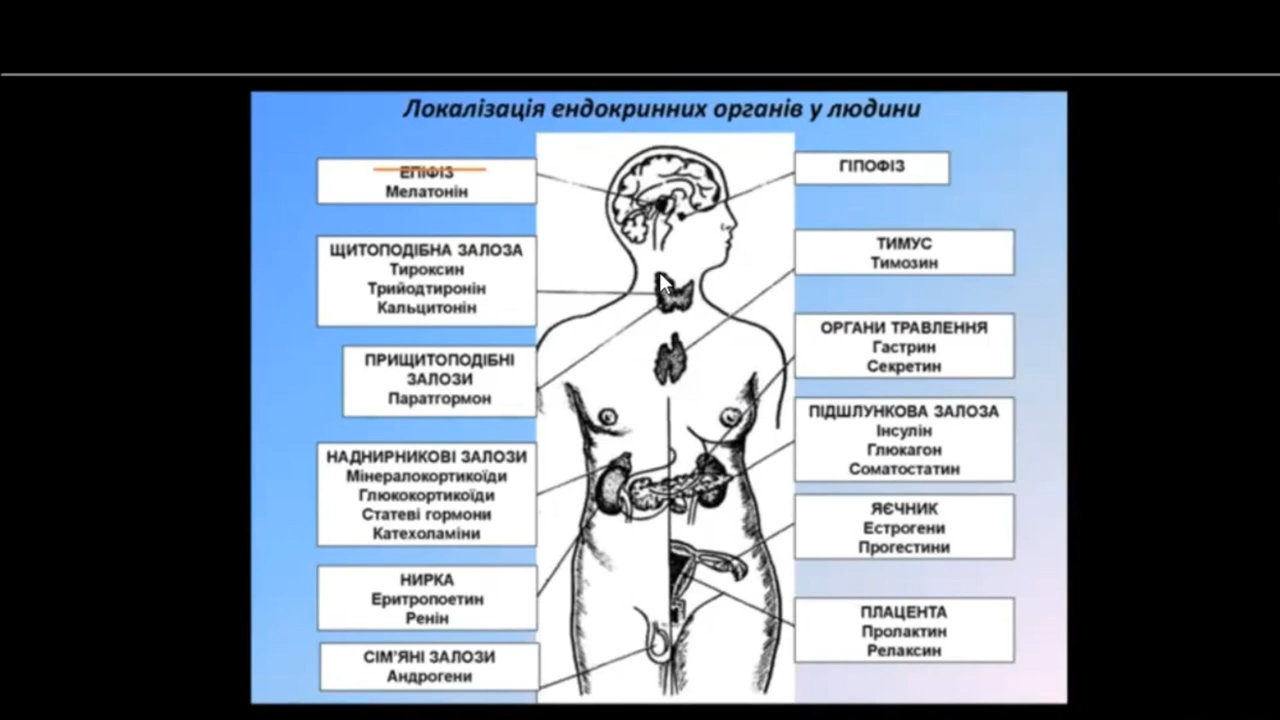 Локалізація ендокринних органів у людини
ЕПІФІЗ
Мелатонін
ЩИТОПОДІБНА ЗАЛОЗА
Тироксин
Трийодтиронін
Кальцитонін
ПРИЩИТОПОДІБНІ
ЗАЛОЗИ
Паратгормон
НАДНИРНИКОВІ ЗАЛОЗИ
Мінералокортикоїди
Глюкокортикоїди
Статеві гормони
Катехоламіни
НИРКА
Еритропоетин
Ренін
СІМ'ЯНІ ЗАЛОЗИ
Андрогени
ГІПОФІЗ
ТИМУС
Тимозин
ОРГАНИ ТРАВЛЕННЯ
Гастрин
Секретин
ПІДШЛУНКОВА ЗАЛОЗА
Інсулін
Глюкагон
Соматостатин
ЯЄЧНИК
Естрогени
Прогестини
ПЛАЦЕНТА
Пролактин
Релаксин